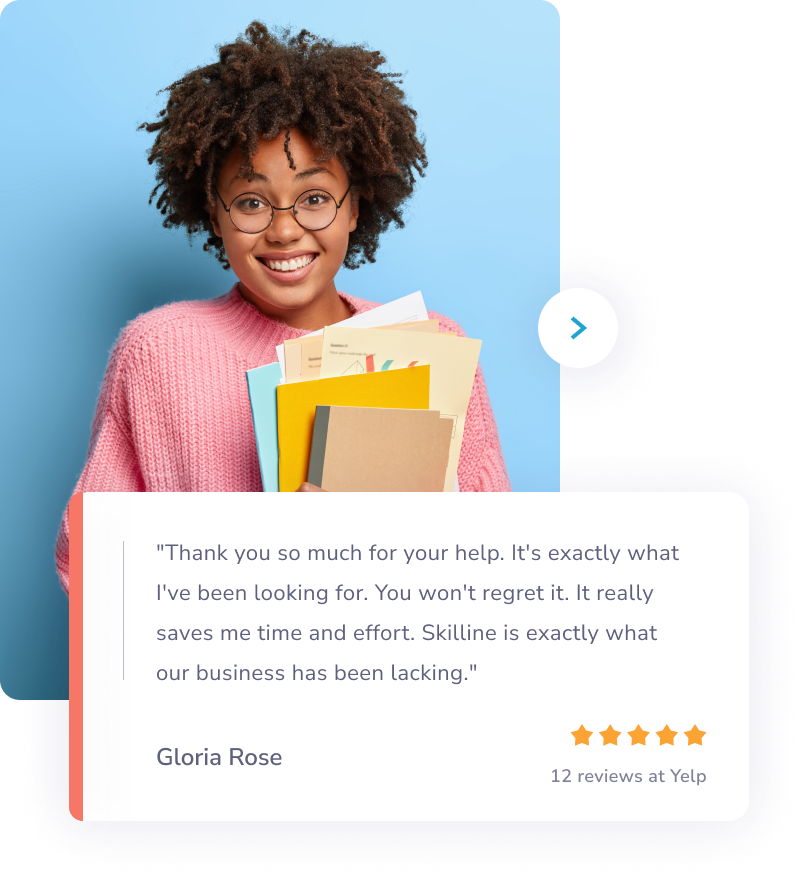 "Thank you so much for your help. It's exactly what
I've been looking for. You won't regret it. It really
saves me time and effort. Skilline is exactly what
our business has been lacking."
Gloria Rose
12 reviews at Yelp